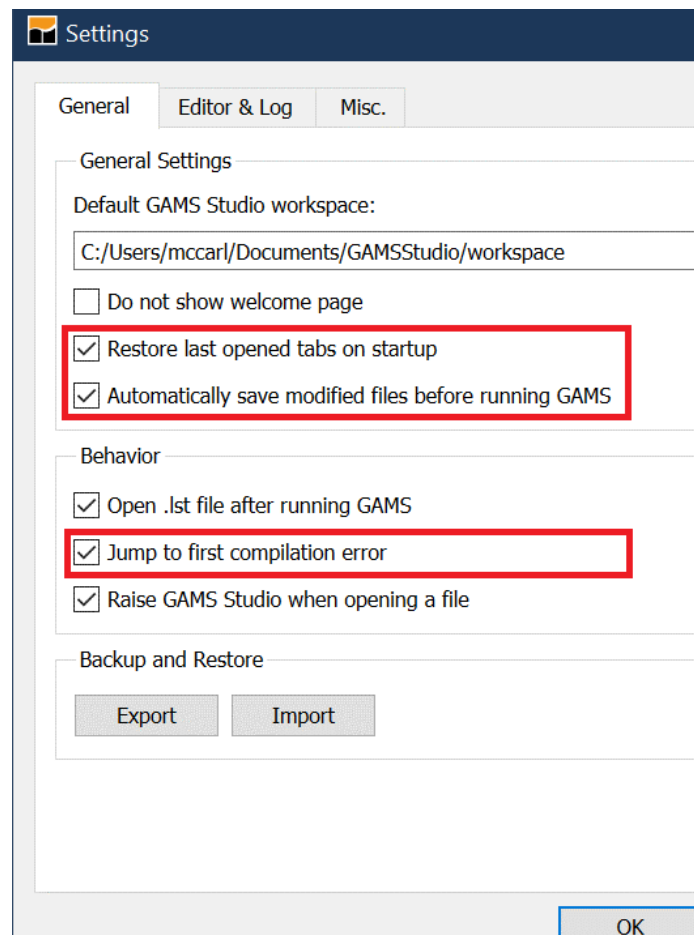 Settings
General Editor & Log Misc.
General Settings
Default GAMS Studio workspace:
C:/Users/mccarl/Documents/GAMSStudio/workspace
Do not show welcome page
Restore last opened tabs on startup
Automatically save modified files before running GAMS
Behavior
Open .lst file after running GAMS
Jump to first compilation error
Raise GAMS Studio when opening a file
Backup and Restore
Export Import
OK